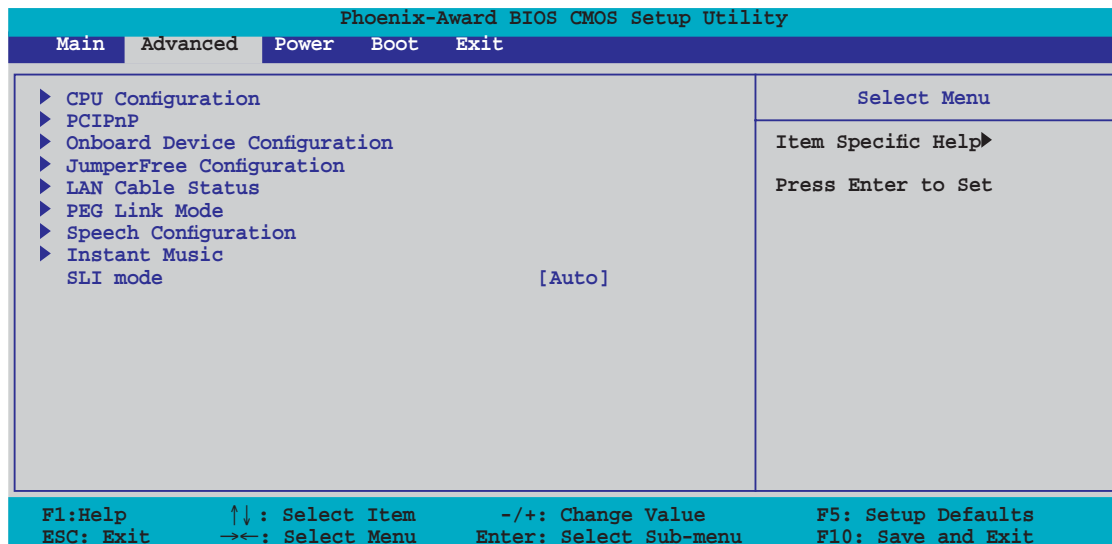 Phoenix-Award BIOS CMOS Setup Utility
Main Advanced Power Boot Exit
CPU Configuration
PCIPnP
Onboard Device Configuration
JumperFree Configuration
LAN Cable Status
PEG Link Mode
Speech Configuration
Instant Music
SLI mode [Auto]
Select Menu
Item Specific Help
Press Enter to Set
F1:Help ↑↓: Select Item -/+: Change Value F5: Setup Defaults
ESC: Exit →←: Select Menu Enter: Select Sub-menu F10: Save and Exit